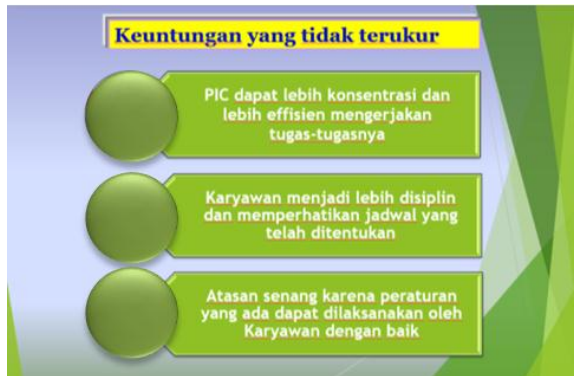 Keuntungan yang tidak terukur
PIC dapat lebih konsentrasi dan
lebih effisien mengerjakan
tugas-tugasnya
Karyawan menjadi lebih disiplin
dan memperhatikan jadwal yang
telah ditentukan
Atasan senang karena peraturan
yang ada dapat dilaksanakan oleh
Karyawan dengan baik